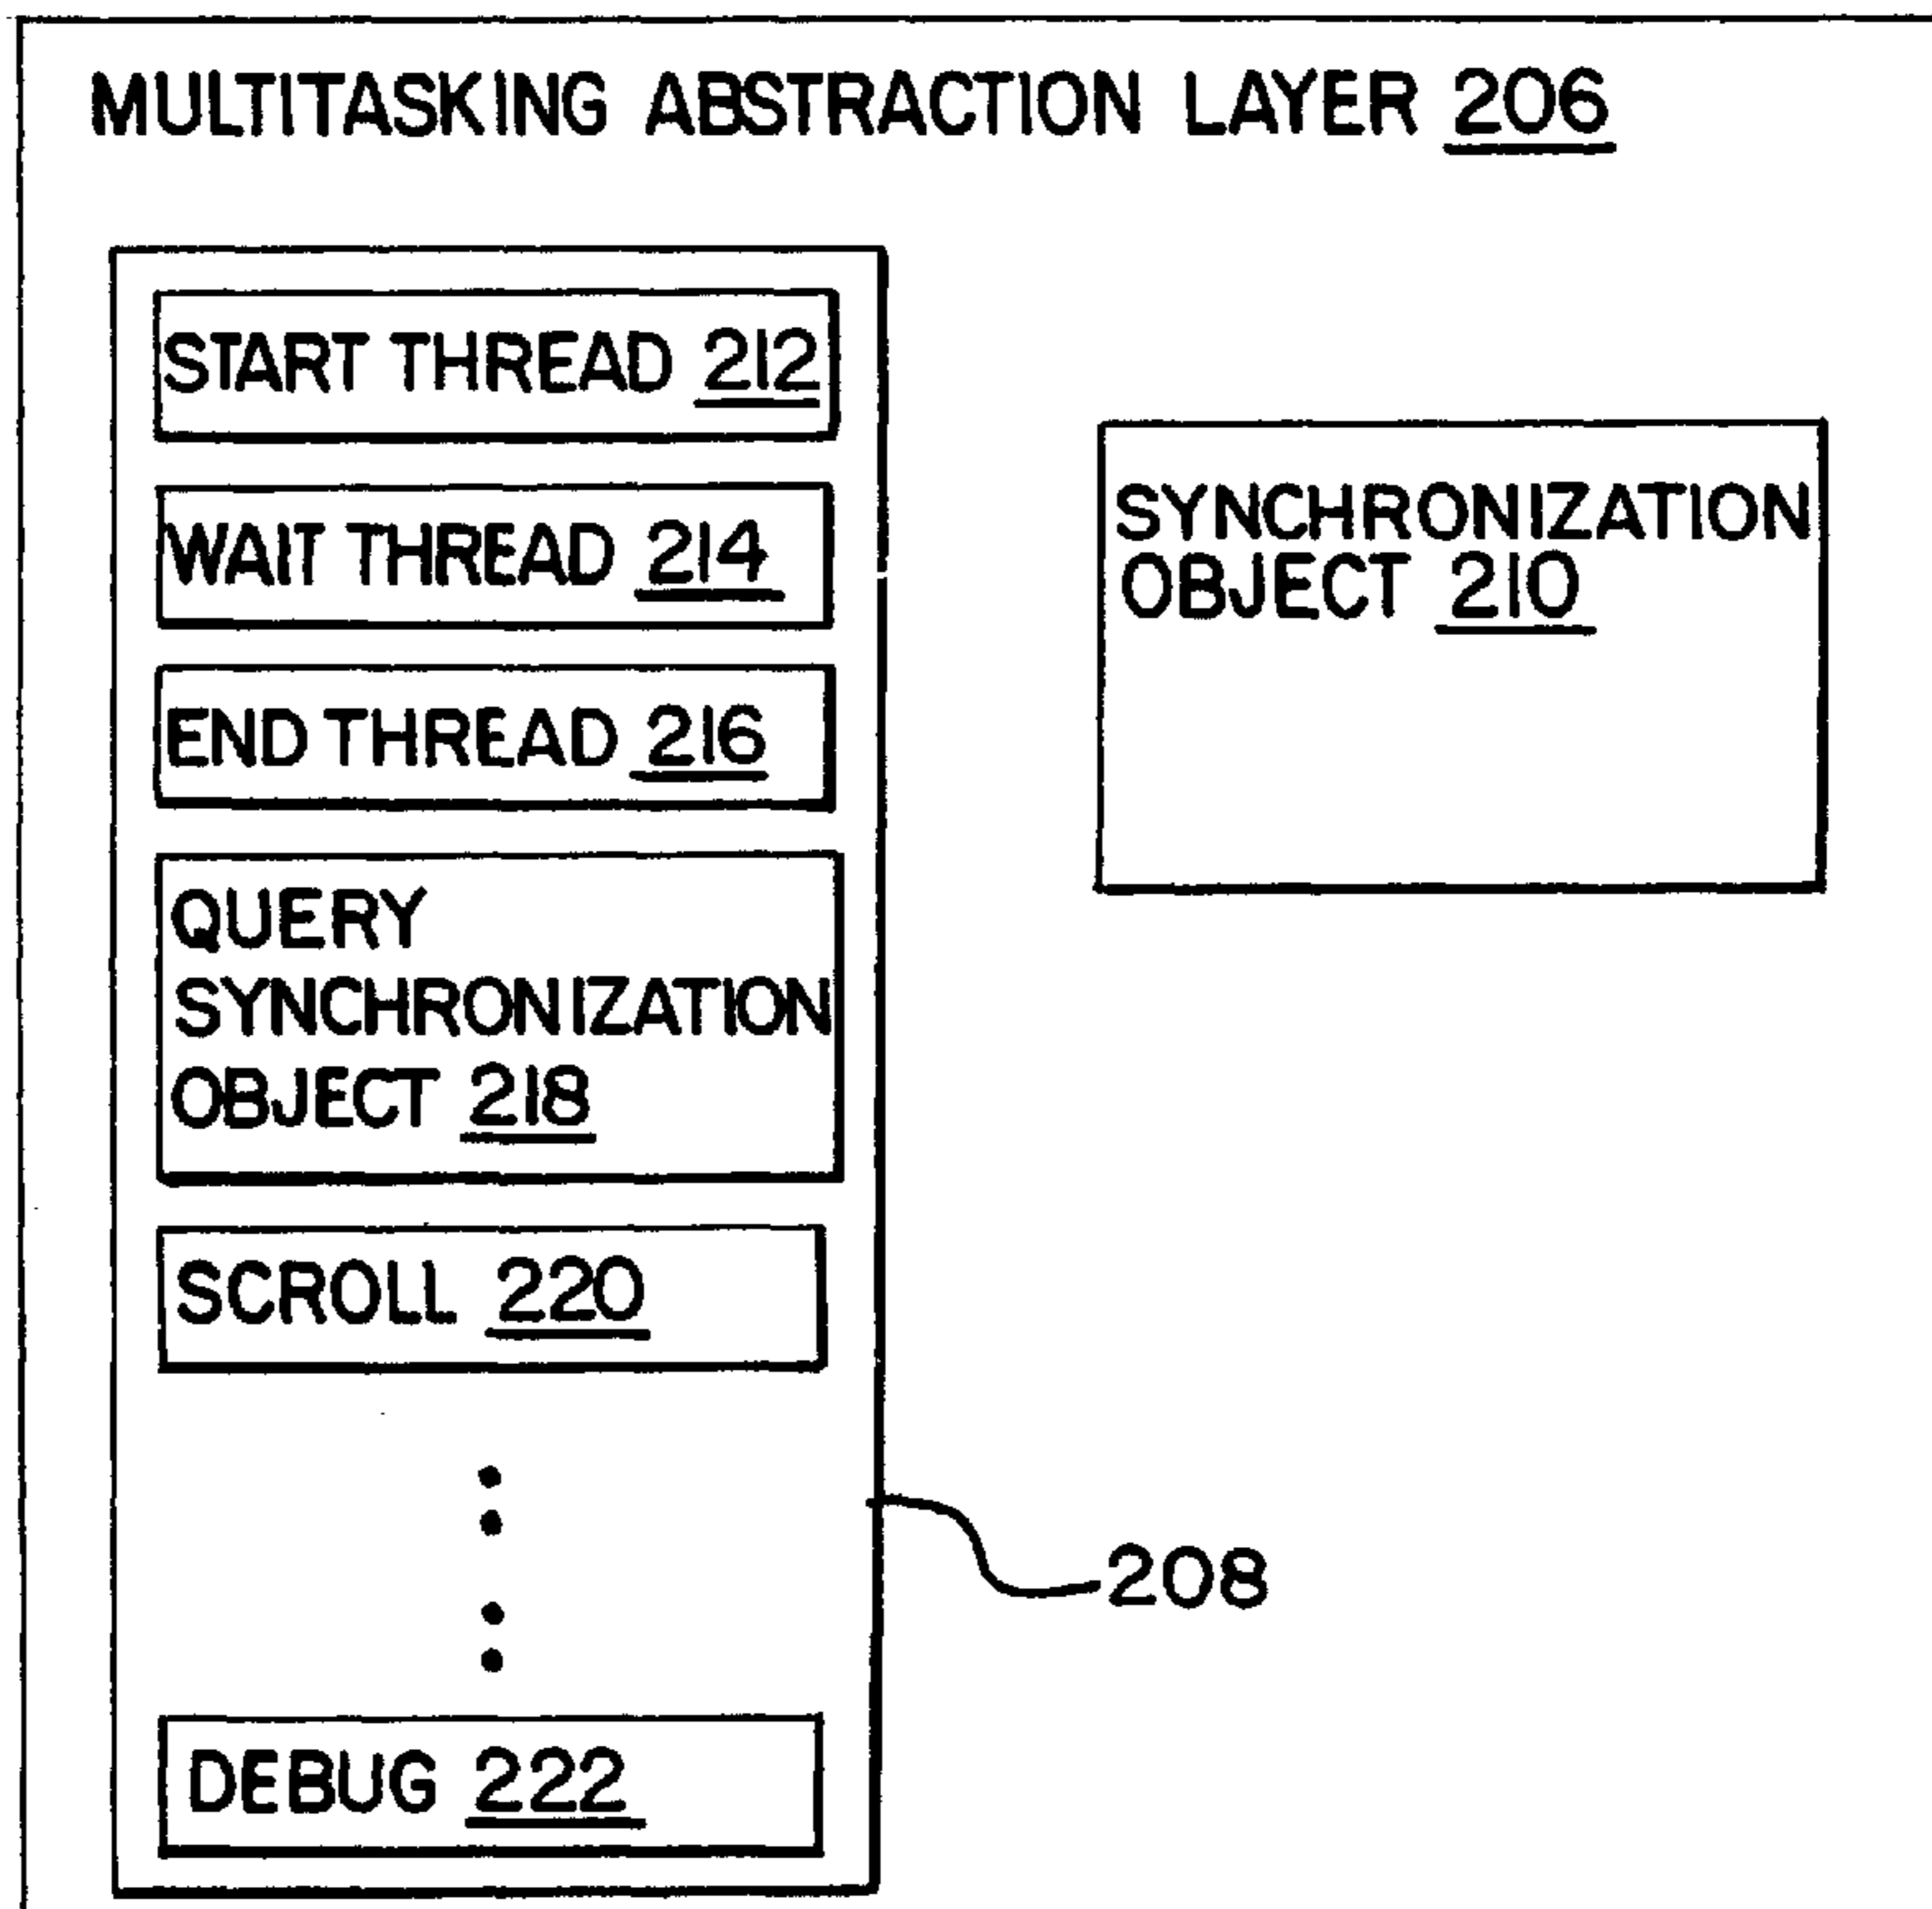 MULTITASKING ABSTRACTION LAYER 206
START THREAD 212
WAIT THREAD 214
END THREAD 216
QUERY
SYNCHRONIZATION
OBJECT 218
SCROLL 220
DEBUG 222
SYNCHRONIZATION
OBJECT 210
208